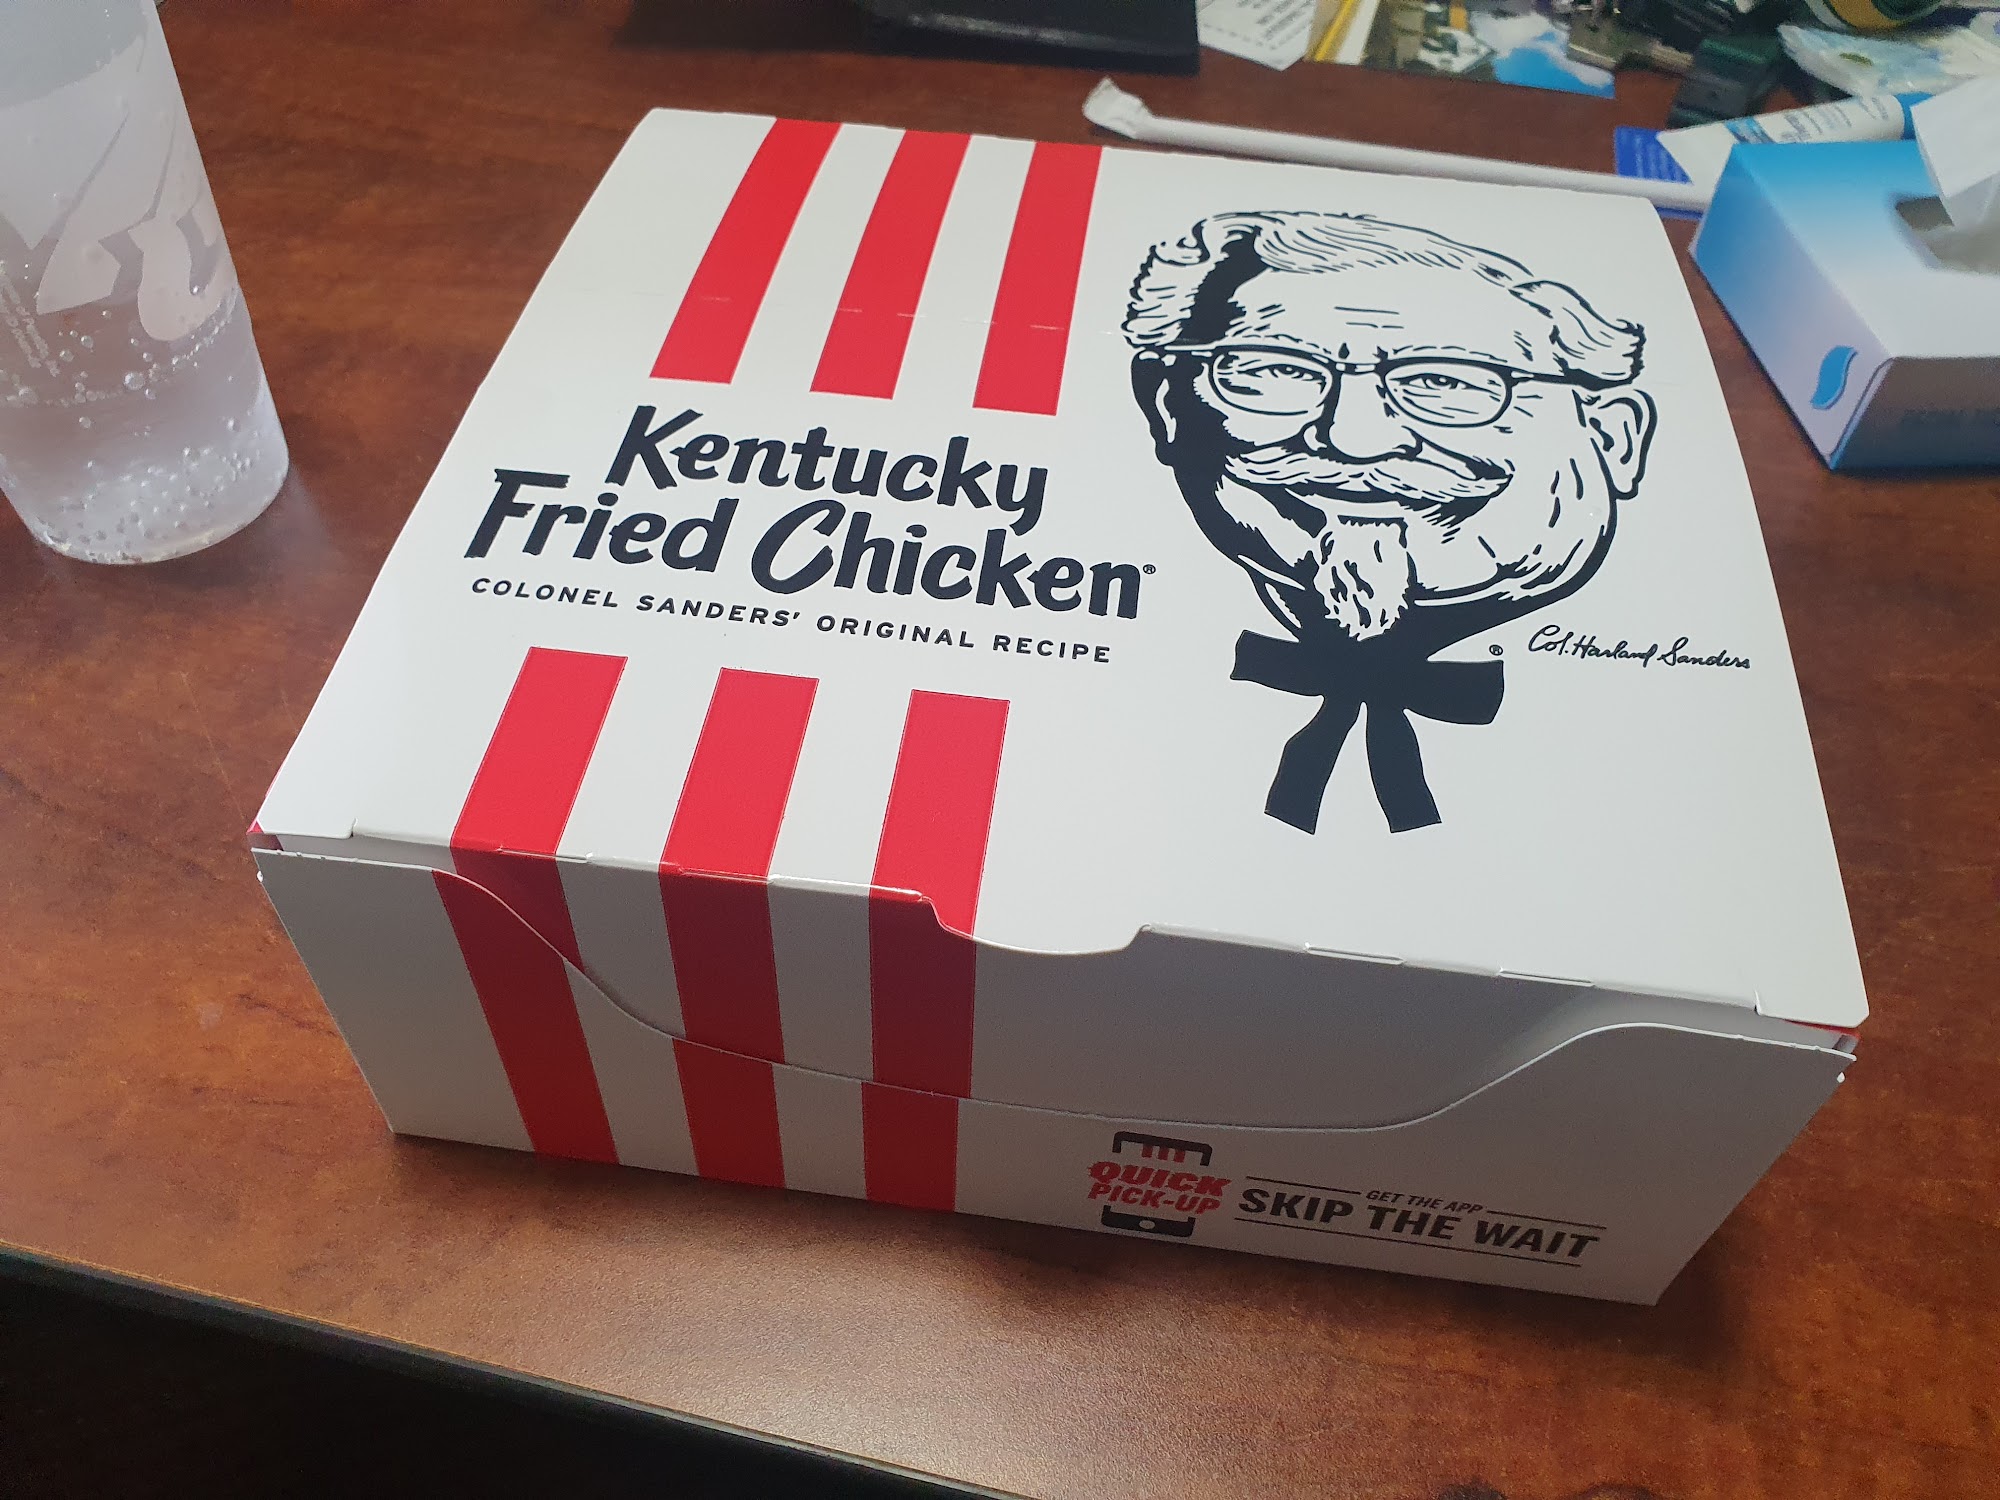 Kentucky
Fried Chicken®
COLONEL SANDERS' ORIGINAL RECIPE
® Col. Harland Sanders
QUICK
PICK-UP
GET THE APP
SKIP THE WAIT